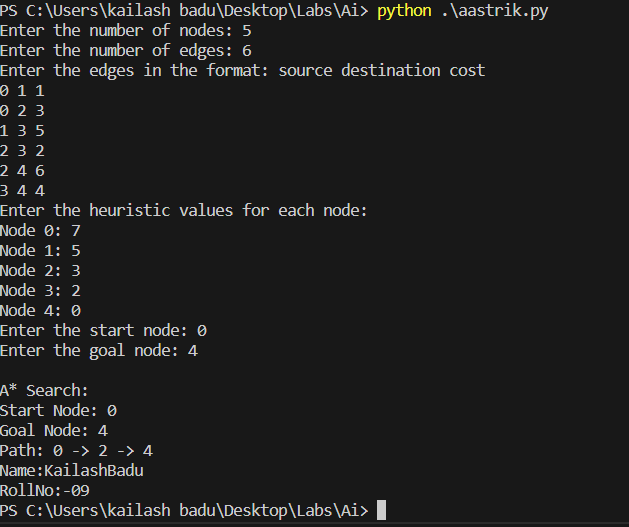 PS C:\Users\kailash badu\Desktop\Labs\Ai> python .\aastrik.py
Enter the number of nodes: 5
Enter the number of edges: 6
Enter the edges in the format: source destination cost
0 1 1
0 2 3
1 3 5
2 3 2
2 4 6
3 4 4
Enter the heuristic values for each node:
Node 0: 7
Node 1: 5
Node 2: 3
Node 3: 2
Node 4: 0
Enter the start node: 0
Enter the goal node: 4

A* Search:
Start Node: 0
Goal Node: 4
Path: 0 -> 2 -> 4
Name:KailashBadu
RollNo:-09
PS C:\Users\kailash badu\Desktop\Labs\Ai>